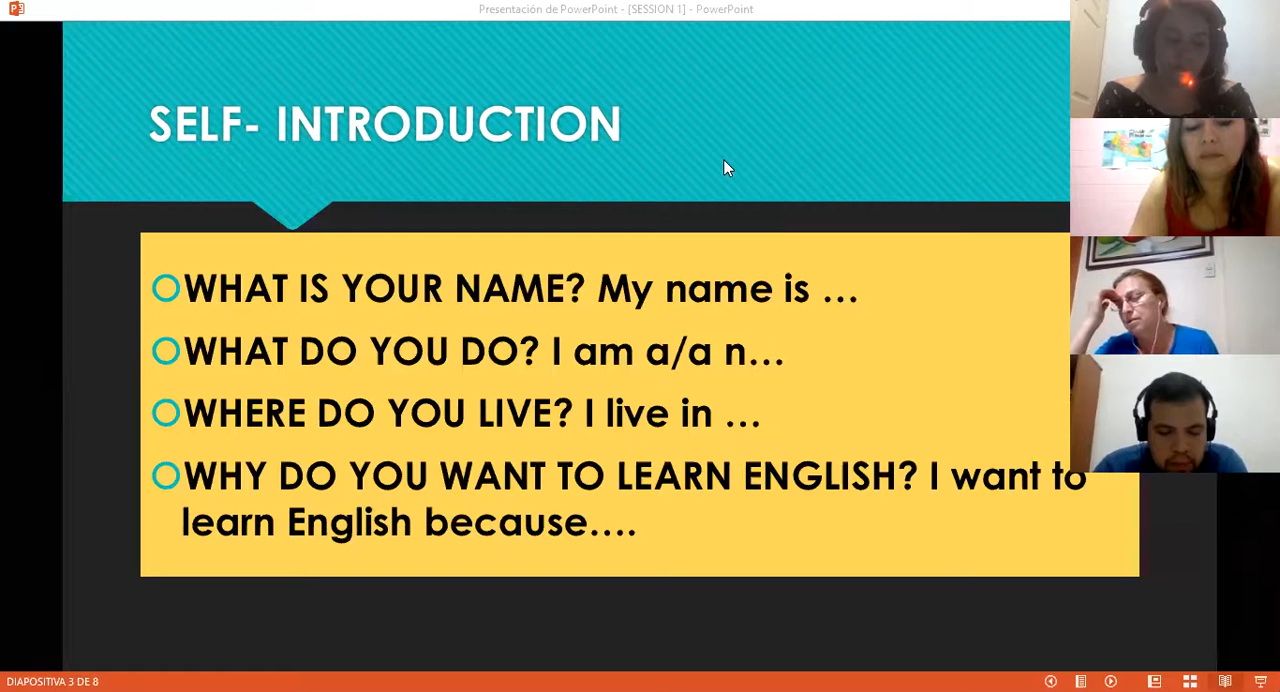 Presentación de PowerPoint - [SESSION 1] - PowerPoint
SELF- INTRODUCTION
WHAT IS YOUR NAME? My name is …
WHAT DO YOU DO? I am a/a n…
WHERE DO YOU LIVE? I live in …
WHY DO YOU WANT TO LEARN ENGLISH? I want to
learn English because….
DIAPOSITIVA 3 DE 8